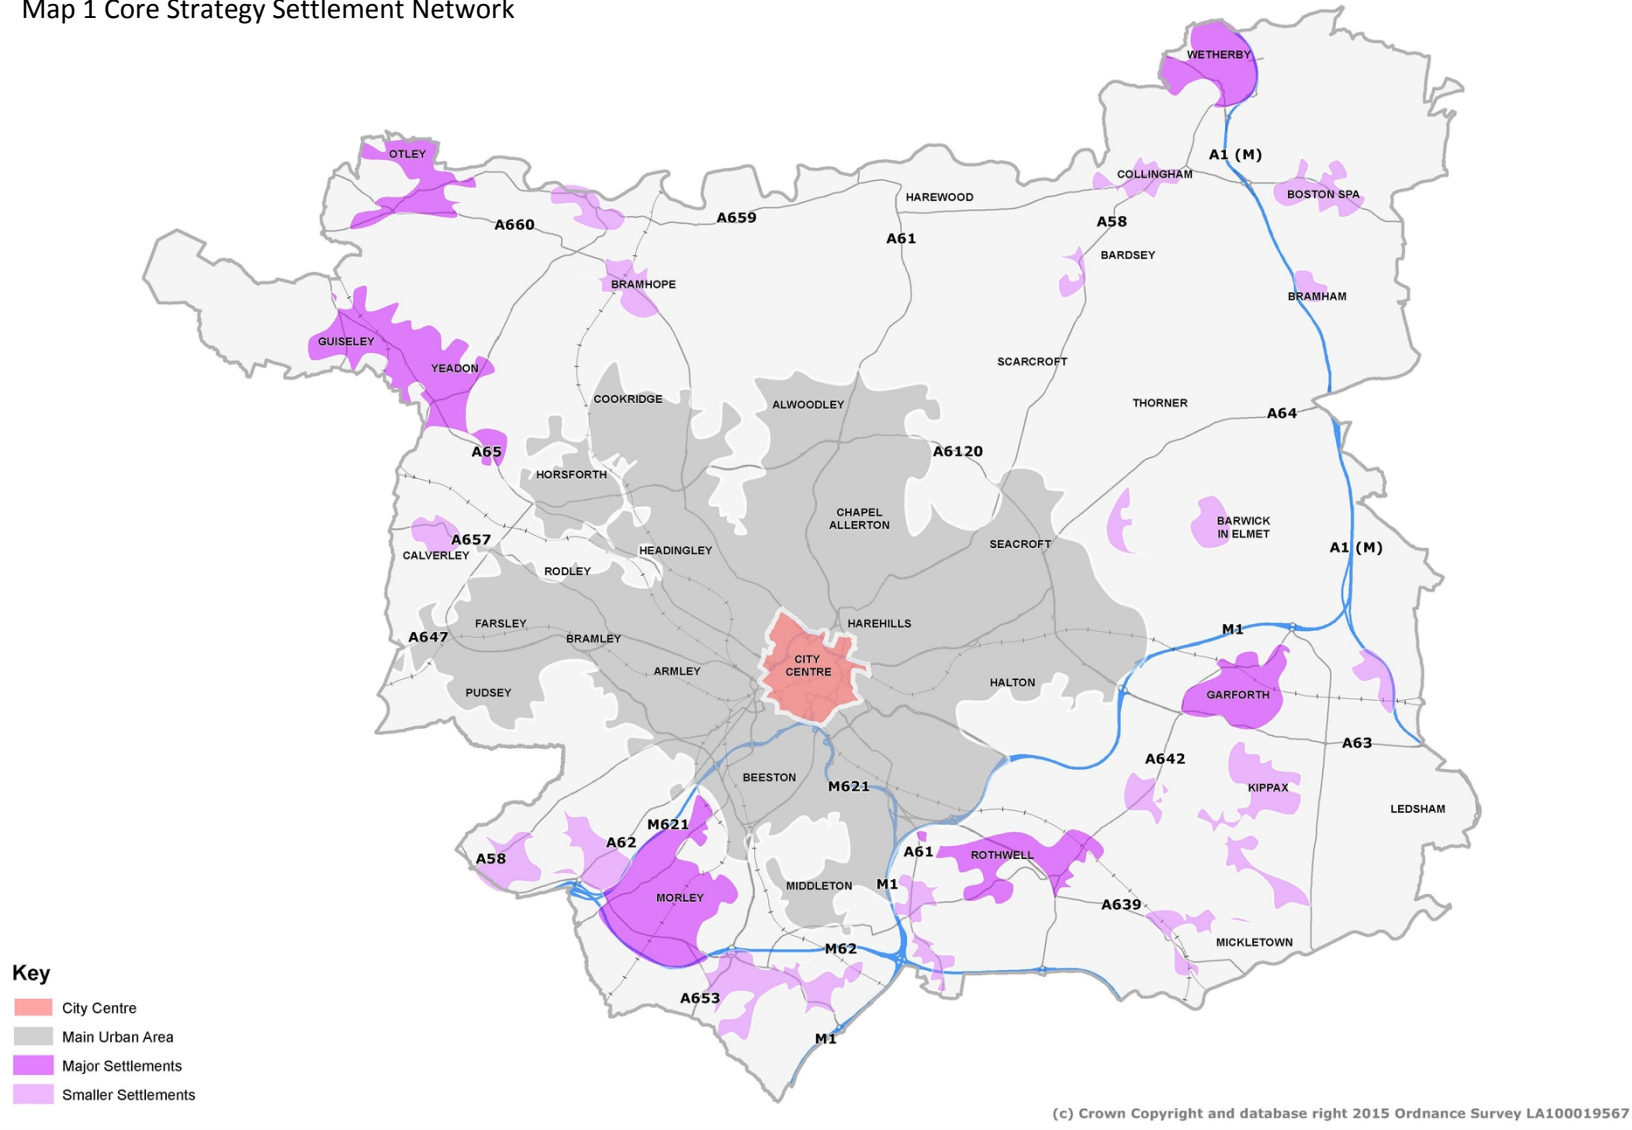 Map 1 Core Strategy Settlement Network
WETHERBY
OTLEY
A1 (M)
COLLINGHAM
BOSTON SPA
HAREWOOD
A659
A58
A660
A61
BARDSEY
BRAMHOPE
BRAMHAM
GUISELEY
SCARCROFT
YEADON
COOKRIDGE
ALWOODLEY
THORNER
A64
A65
A6120
HORSFORTH
CHAPEL
ALLERTON
BARWICK
IN ELMET
A657
SEACROFT
A1 (M)
HEADINGLEY
CALVERLEY
RODLEY
FARSLEY
HAREHILLS
M1
A647
BRAMLEY
CITY
CENTRE
ARMLEY
HALTON
PUDSEY
GARFORTH
A63
A642
BEESTON
M621
KIPPAX
LEDSHAM
M621
A62
A61
ROTHWELL
A58
M1
MIDDLETON
MORLEY
A639
MICKLETOWN
M62
A653
M1
Key
City Centre
Main Urban Area
Major Settlements
Smaller Settlements
(c) Crown Copyright and database right 2015 Ordnance Survey LA100019567